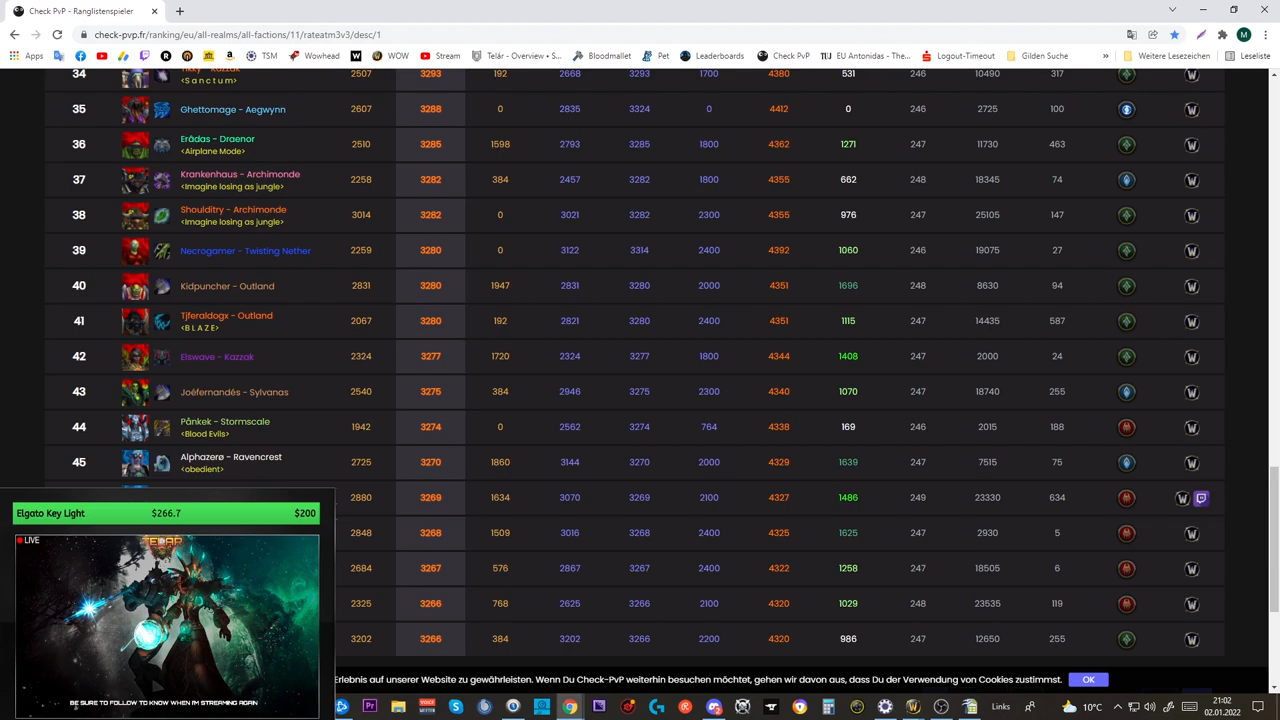 Check PvP - Ranglistenspieler
check-pvp.fr/ranking/eu/all-realms/all-factions/11/rateatm3v3/desc/1
M
Apps TSM Wowhead WOW Stream Telár - Overview • S... Bloodmallet Pet Leaderboards Check PvP EU Antonidas - The... Logout-Timeout Gilden Suche » Weitere Lesezeichen Leseliste
34 2507 3293 192 2668 3293 1700 4380 531 246 10490 317
<S a n c t u m>
35 Ghettomage - Aegwynn 2607 3288 0 2835 3324 0 4412 0 246 2725 100
36 Erâdas - Draenor 2510 3285 1598 2793 3285 1800 4362 1271 247 11730 463
<Airplane Mode>
37 Krankenhaus - Archimonde 2258 3282 384 2457 3282 1800 4355 662 248 18345 74
<Imagine losing as jungle>
38 Shoulditry - Archimonde 3014 3282 0 3021 3282 2300 4355 976 247 25105 147
<Imagine losing as jungle>
39 Necrogamer - Twisting Nether 2259 3280 0 3122 3314 2400 4392 1060 246 19075 27
40 Kidpuncher - Outland 2831 3280 1947 2831 3280 2000 4351 1696 248 8630 94
41 Tjferaldogx - Outland 2067 3280 192 2821 3280 2400 4351 1115 247 14435 587
<B L A Z E>
42 Elswave - Kazzak 2324 3277 1720 2324 3277 1800 4344 1408 247 2000 24
43 Joéfernandés - Sylvanas 2540 3275 384 2946 3275 2300 4340 1070 247 18740 255
44 Pånkek - Stormscale 1942 3274 0 2562 3274 764 4338 169 246 2015 188
<Blood Evils>
45 Alphazerø - Ravencrest 2725 3270 1860 3144 3270 2000 4329 1639 247 7515 75
<obedient>
2880 3269 1634 3070 3269 2100 4327 1486 249 23330 634
2848 3268 1509 3016 3268 2400 4325 1625 247 2930 5
2684 3267 576 2867 3267 2400 4322 1258 247 18505 6
2325 3266 768 2625 3266 2100 4320 1029 248 23535 119
3202 3266 384 3202 3266 2200 4320 986 247 12650 255
Elgato Key Light $266.7 $200
LIVE
TELAR
BE SURE TO FOLLOW TO KNOW WHEN I'M STREAMING AGAIN
Erlebnis auf unserer Website zu gewährleisten. Wenn Du Check-PvP weiterhin besuchen möchtest, gehen wir davon aus, dass Du der Verwendung von Cookies zustimmst. OK
Links 10°C 21:02
02.01.2022